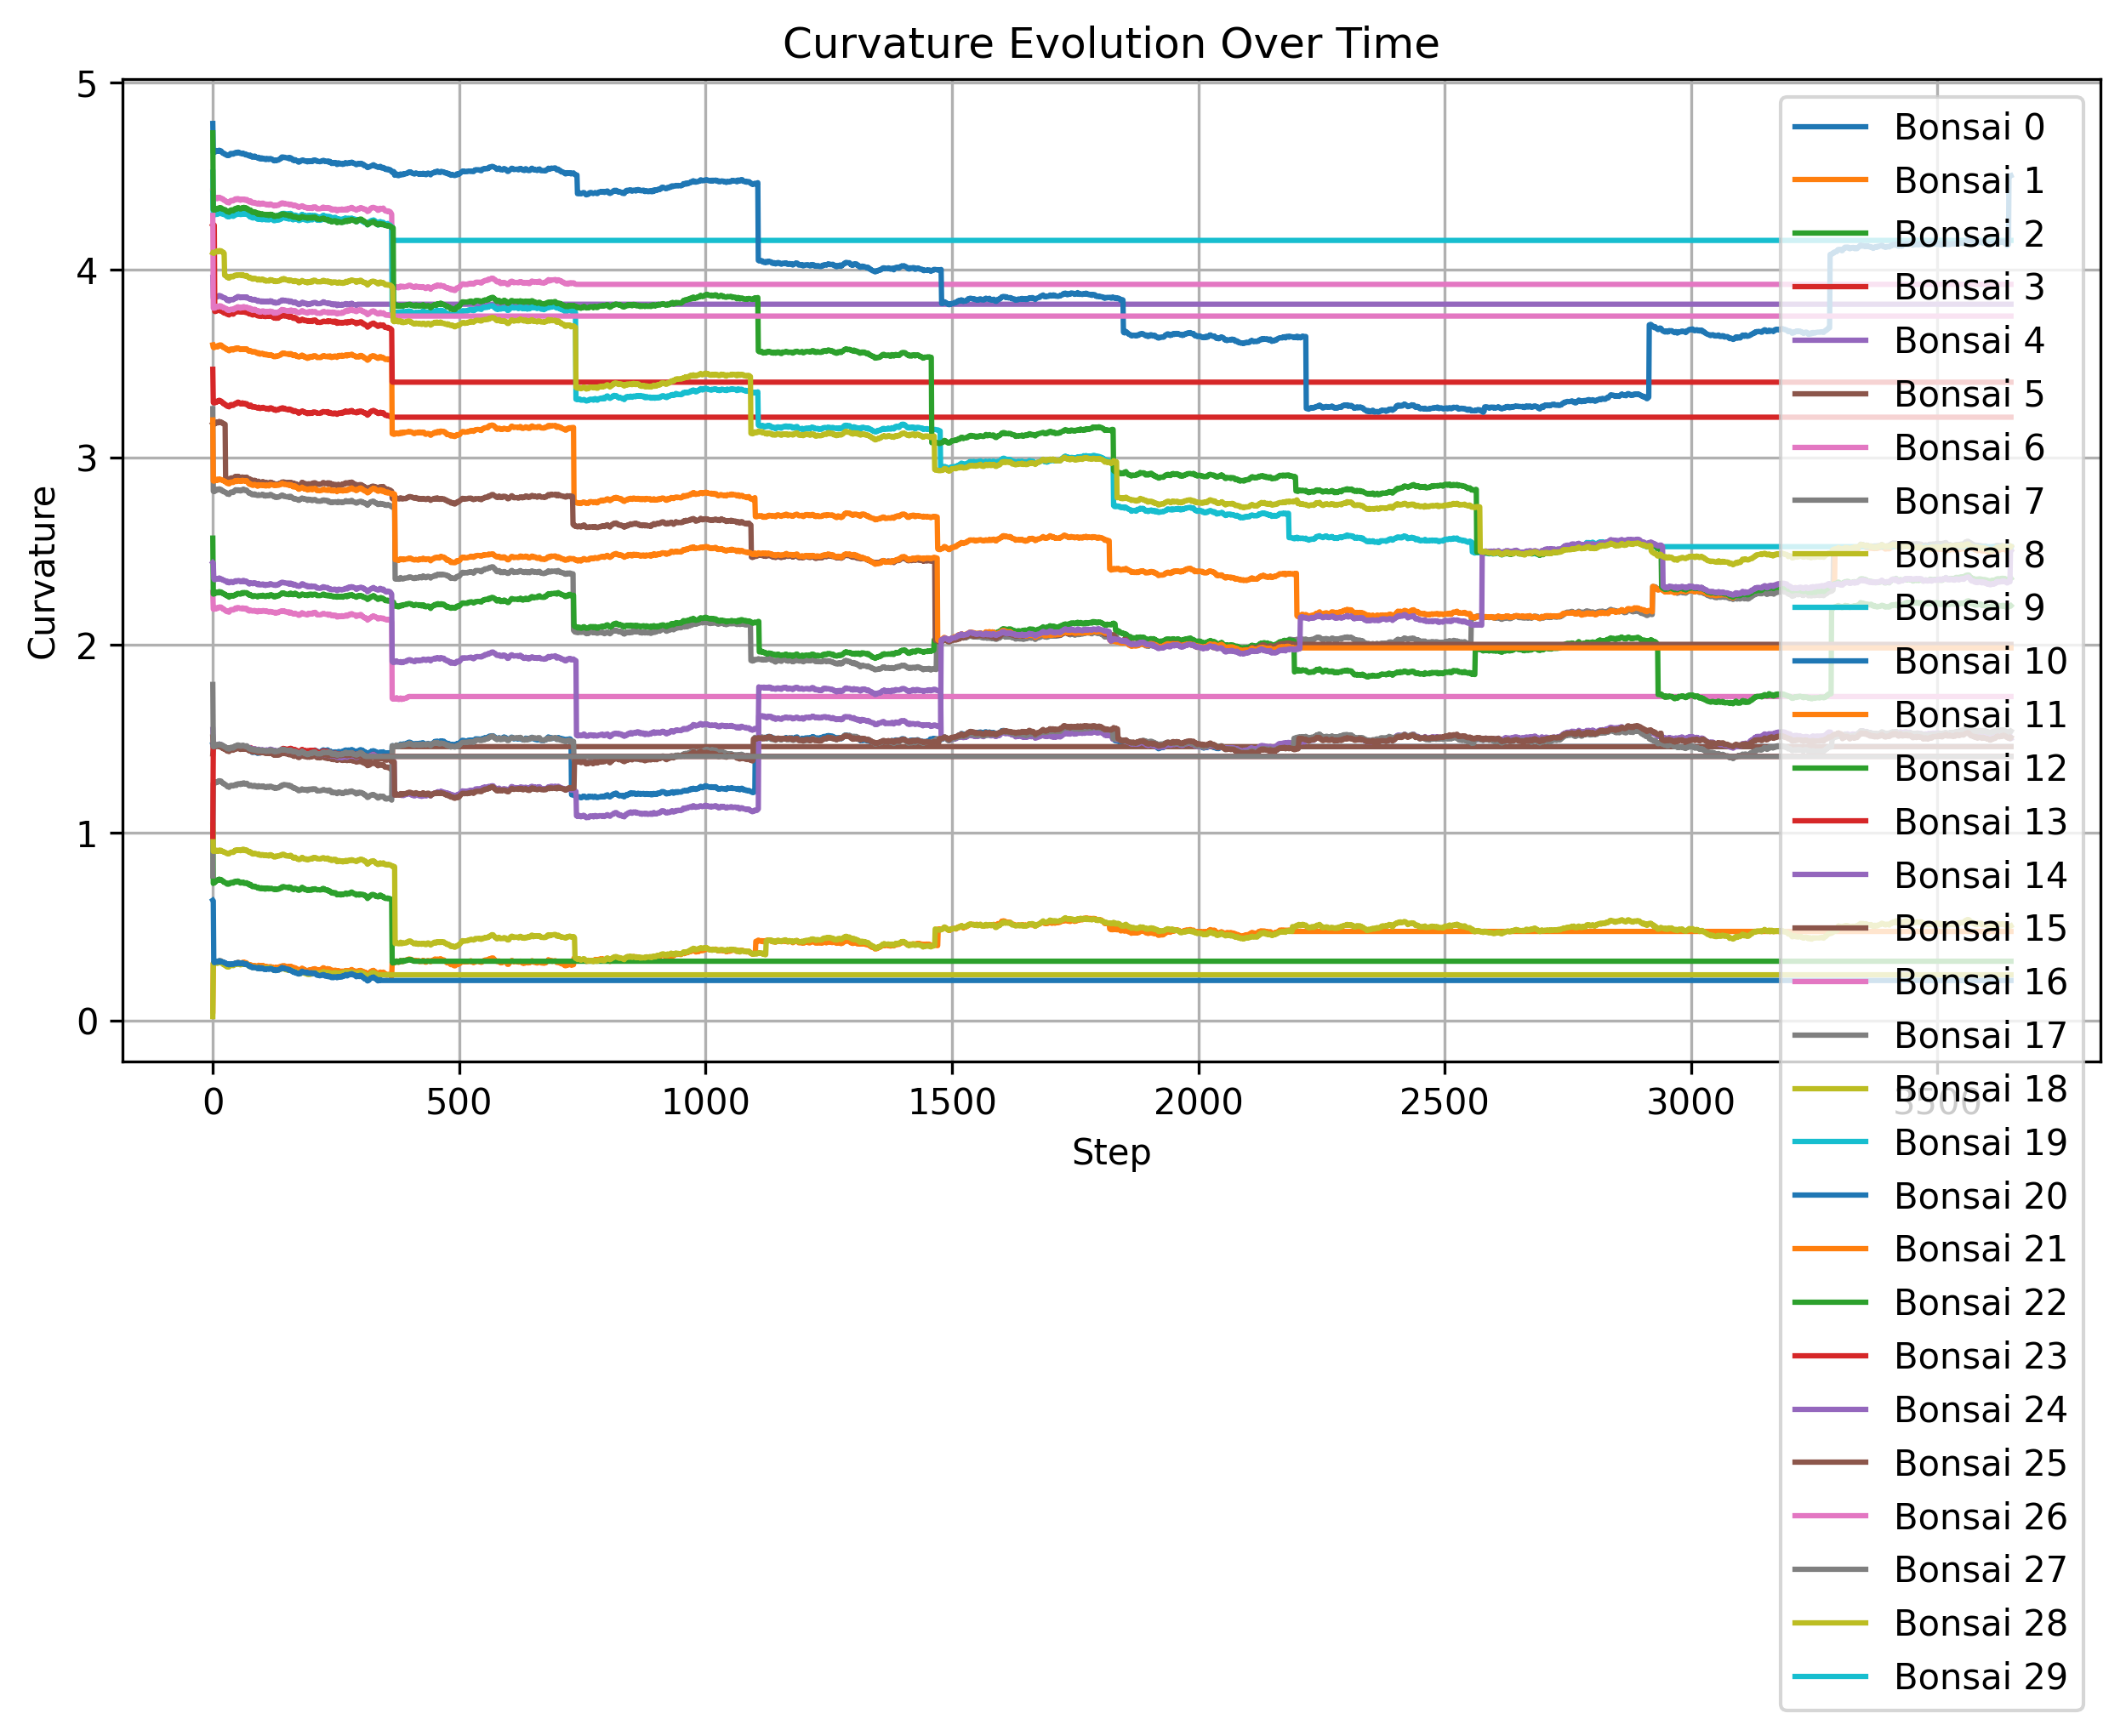 Curvature Evolution Over Time
5
4
3
2
1
0
Curvature
0
500
1000
1500
2000
2500
3000
3500
Step
Bonsai 0
Bonsai 1
Bonsai 2
Bonsai 3
Bonsai 4
Bonsai 5
Bonsai 6
Bonsai 7
Bonsai 8
Bonsai 9
Bonsai 10
Bonsai 11
Bonsai 12
Bonsai 13
Bonsai 14
Bonsai 15
Bonsai 16
Bonsai 17
Bonsai 18
Bonsai 19
Bonsai 20
Bonsai 21
Bonsai 22
Bonsai 23
Bonsai 24
Bonsai 25
Bonsai 26
Bonsai 27
Bonsai 28
Bonsai 29